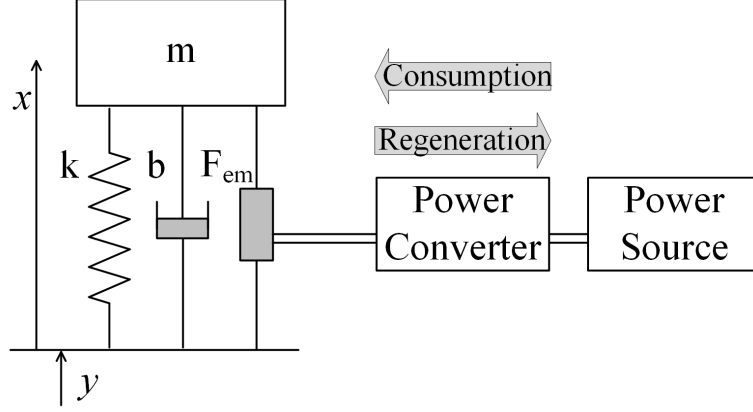 m
Consumption
x
Regeneration
k
b
Fem
Power
Converter
Power
Source
y